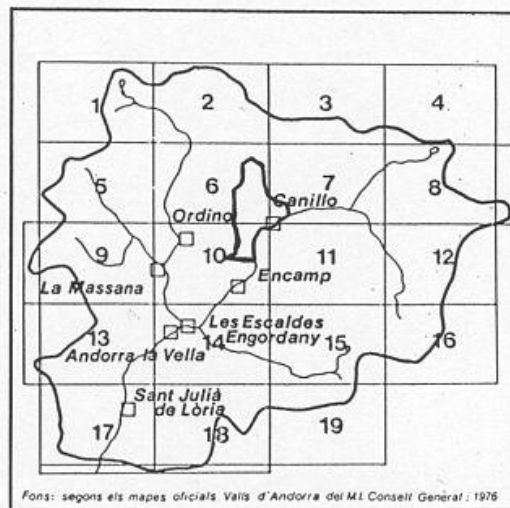 1
2
3
4
5
6
7
8
Canillo
Ordino
9
10
11
12
La Massana
Encamp
13
Les Escaldes
Engordany
14
15
16
Andorra la Vella
Sant Julià
de Lòria
17
18
19
Fons: segons els mapes oficials Valls d'Andorra del M.I. Consell General; 1976